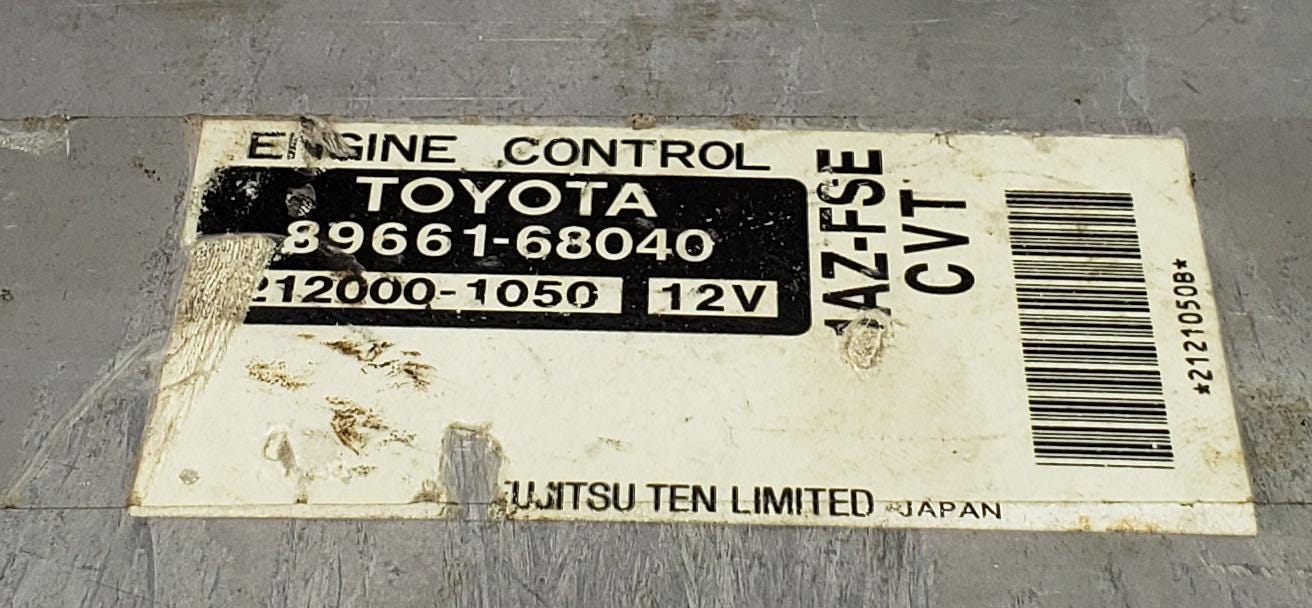 ENGINE CONTROL
TOYOTA
89661-68040
212000-1050 12V
1AZ-FSE
CVT
*2121050B*
FUJITSU TEN LIMITED JAPAN